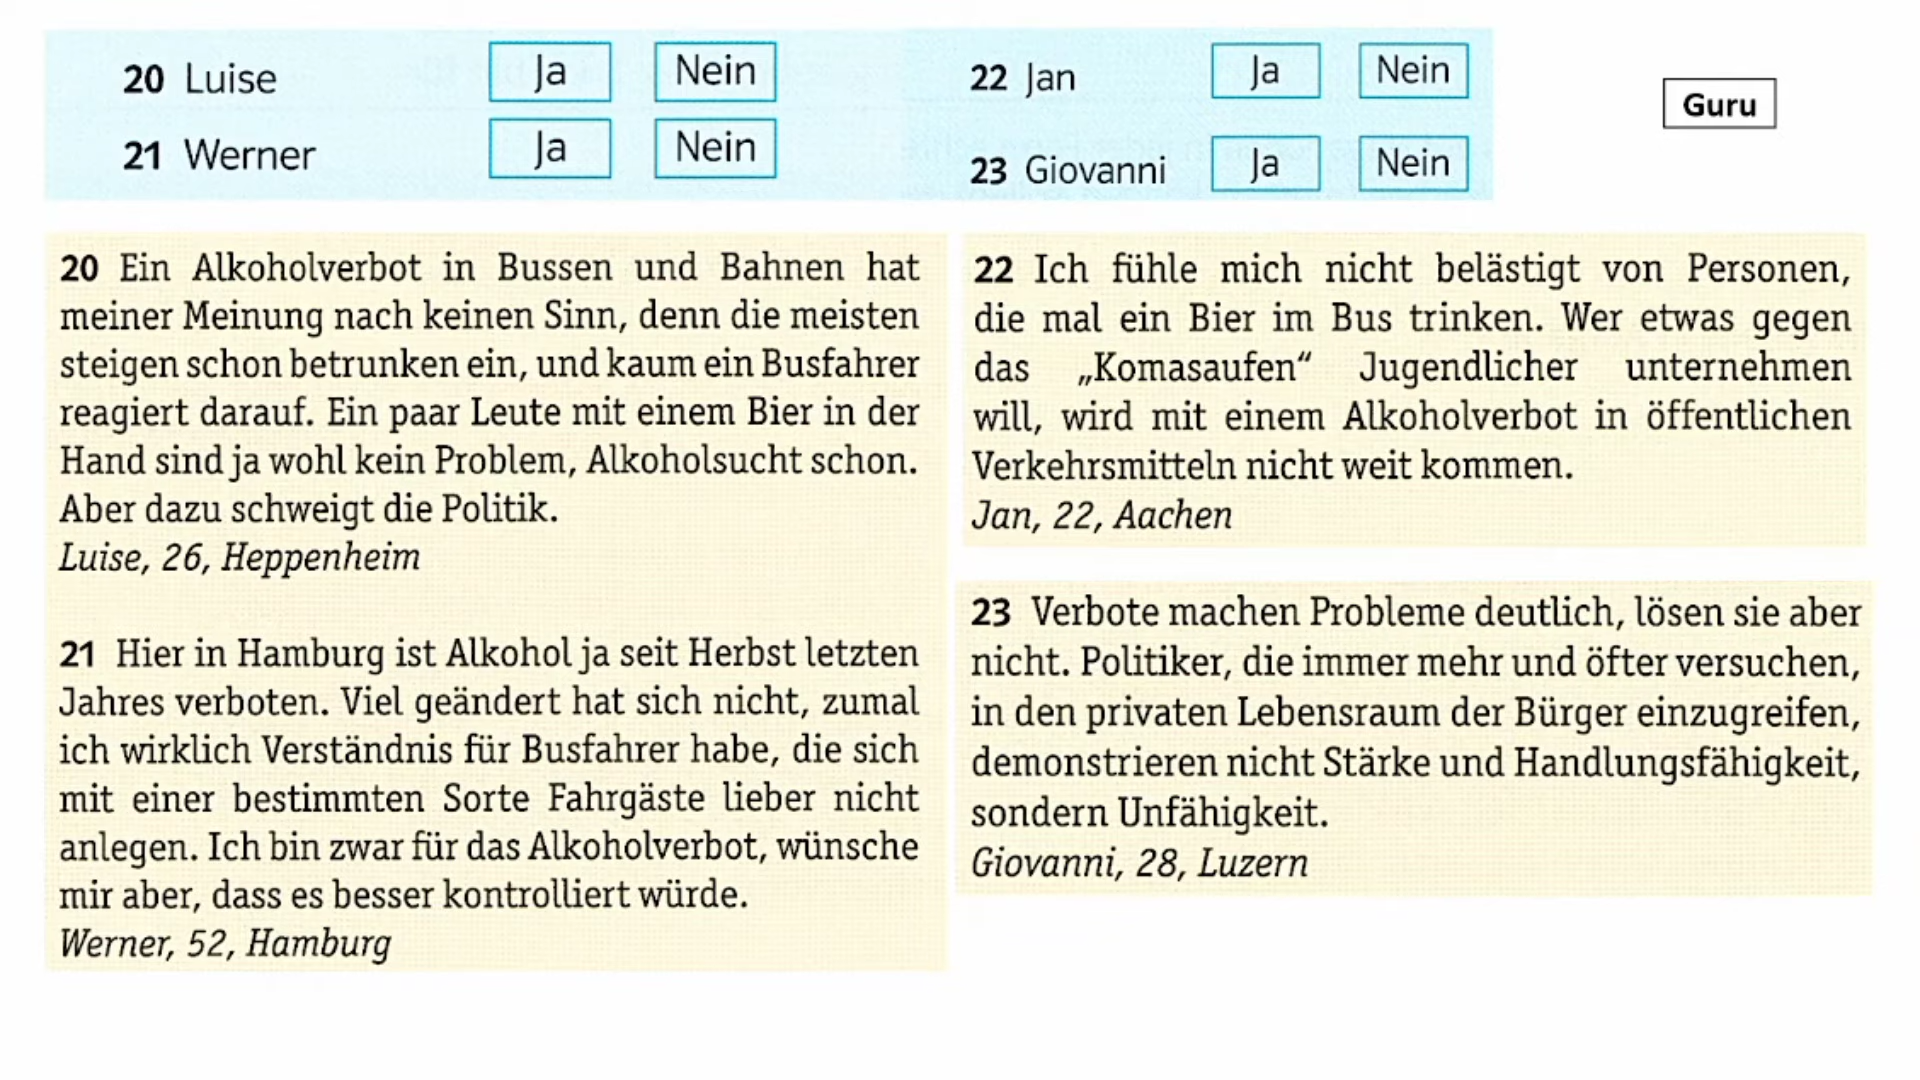 20 Luise Ja Nein
21 Werner Ja Nein
22 Jan Ja Nein
23 Giovanni Ja Nein
Guru
20 Ein Alkoholverbot in Bussen und Bahnen hat
meiner Meinung nach keinen Sinn, denn die meisten
steigen schon betrunken ein, und kaum ein Busfahrer
reagiert darauf. Ein paar Leute mit einem Bier in der
Hand sind ja wohl kein Problem, Alkoholsucht schon.
Aber dazu schweigt die Politik.
Luise, 26, Heppenheim
21 Hier in Hamburg ist Alkohol ja seit Herbst letzten
Jahres verboten. Viel geändert hat sich nicht, zumal
ich wirklich Verständnis für Busfahrer habe, die sich
mit einer bestimmten Sorte Fahrgäste lieber nicht
anlegen. Ich bin zwar für das Alkoholverbot, wünsche
mir aber, dass es besser kontrolliert würde.
Werner, 52, Hamburg
22 Ich fühle mich nicht belästigt von Personen,
die mal ein Bier im Bus trinken. Wer etwas gegen
das „Komasaufen“ Jugendlicher unternehmen
will, wird mit einem Alkoholverbot in öffentlichen
Verkehrsmitteln nicht weit kommen.
Jan, 22, Aachen
23 Verbote machen Probleme deutlich, lösen sie aber
nicht. Politiker, die immer mehr und öfter versuchen,
in den privaten Lebensraum der Bürger einzugreifen,
demonstrieren nicht Stärke und Handlungsfähigkeit,
sondern Unfähigkeit.
Giovanni, 28, Luzern